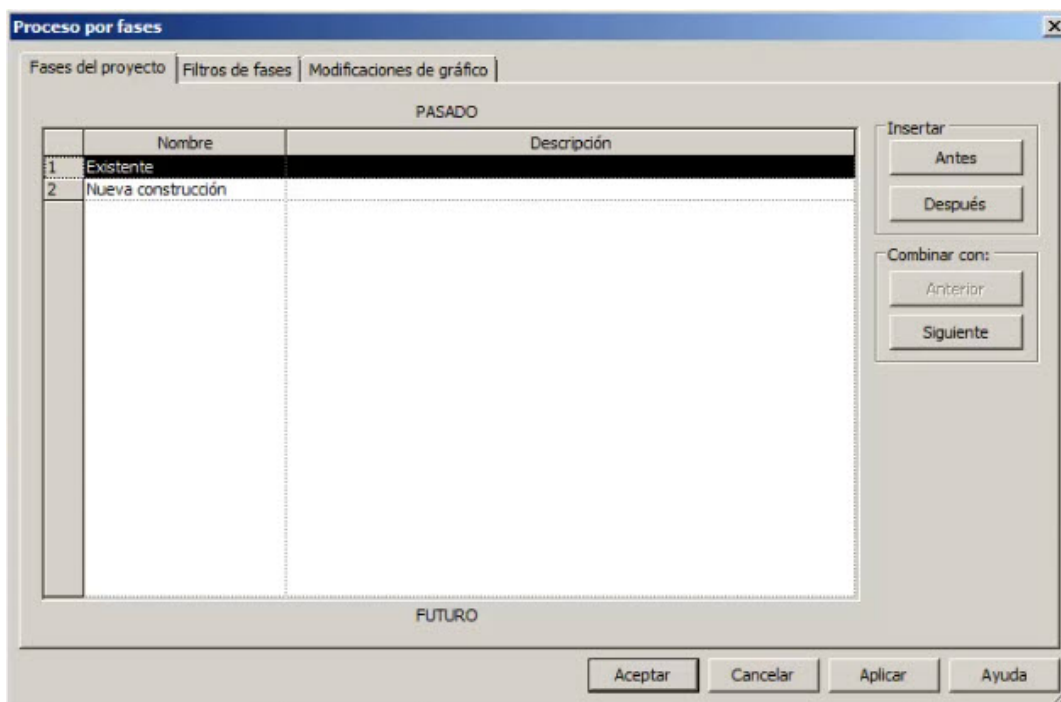 Proceso por fases
Fases del proyecto Filtros de fases Modificaciones de gráfico
PASADO
Nombre Descripción
1 Existente
2 Nueva construcción
FUTURO
Insertar
Antes
Después
Combinar con:
Anterior
Siguiente
Aceptar Cancelar Aplicar Ayuda